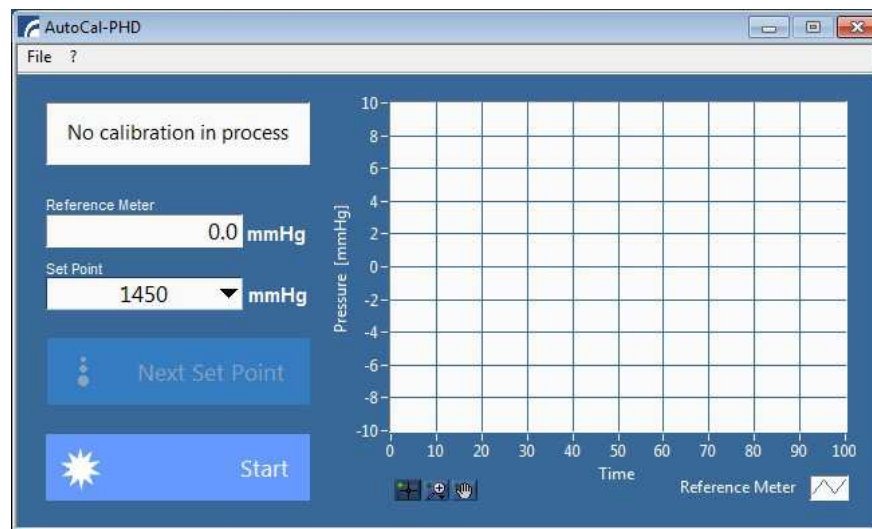 AutoCal-PHD
File ?
No calibration in process
Reference Meter
0.0 mmHg
Set Point
1450 mmHg
Next Set Point
Start
Pressure [mmHg]
10
8
6
4
2
0
-2
-4
-6
-8
-10
0 10 20 30 40 50 60 70 80 90 100
Time
Reference Meter